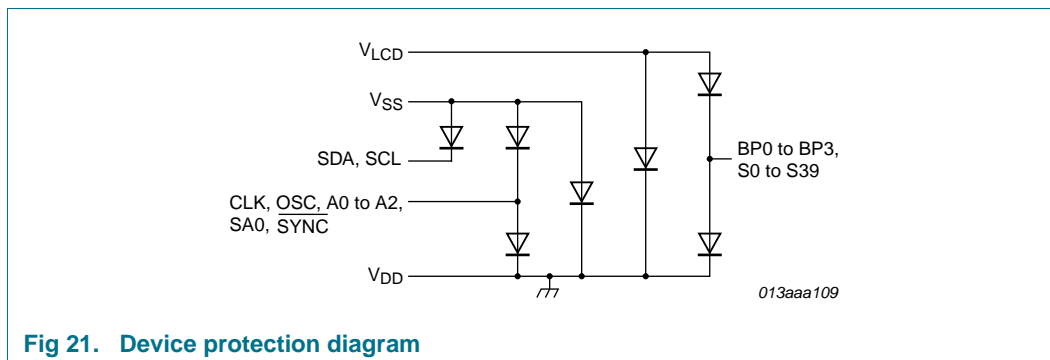 VLCD
VSS
SDA, SCL
BP0 to BP3,
S0 to S39
CLK, OSC, A0 to A2,
SA0, S̅Y̅N̅C̅
VDD
013aaa109
Fig 21. Device protection diagram